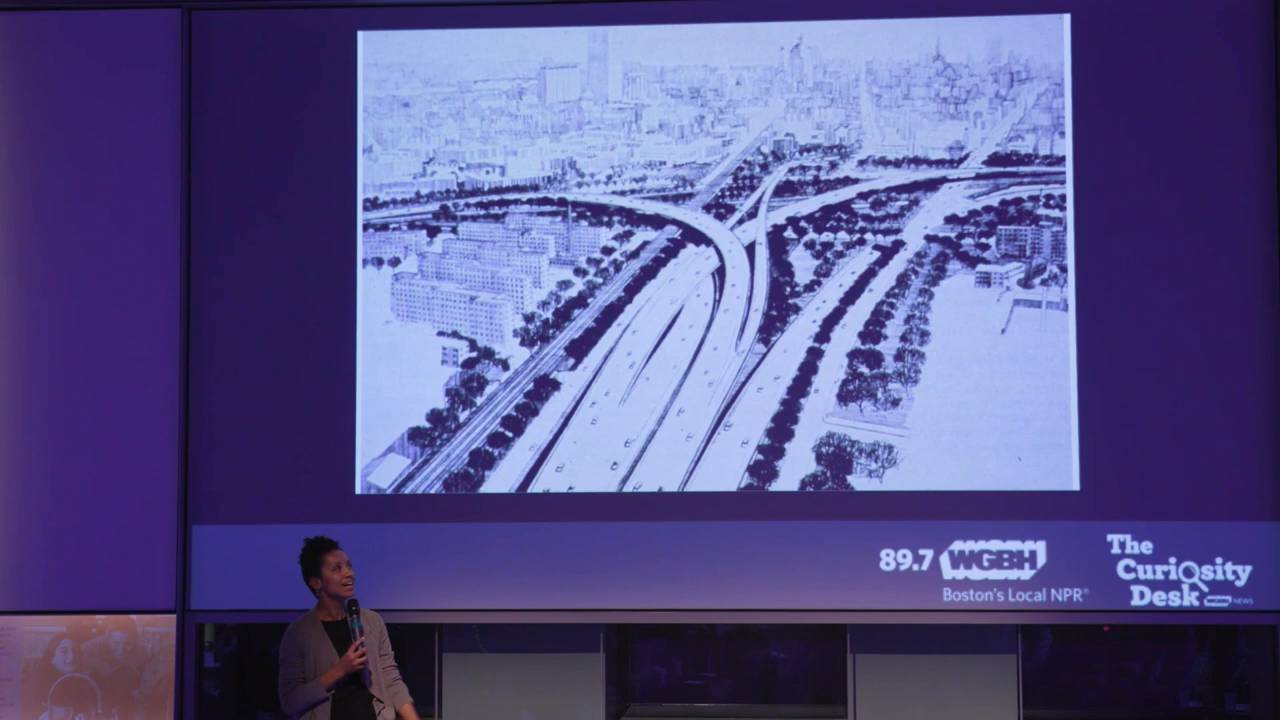 89.7 WGBH
Boston's Local NPR®
The
Curiosity
Desk
NEWS